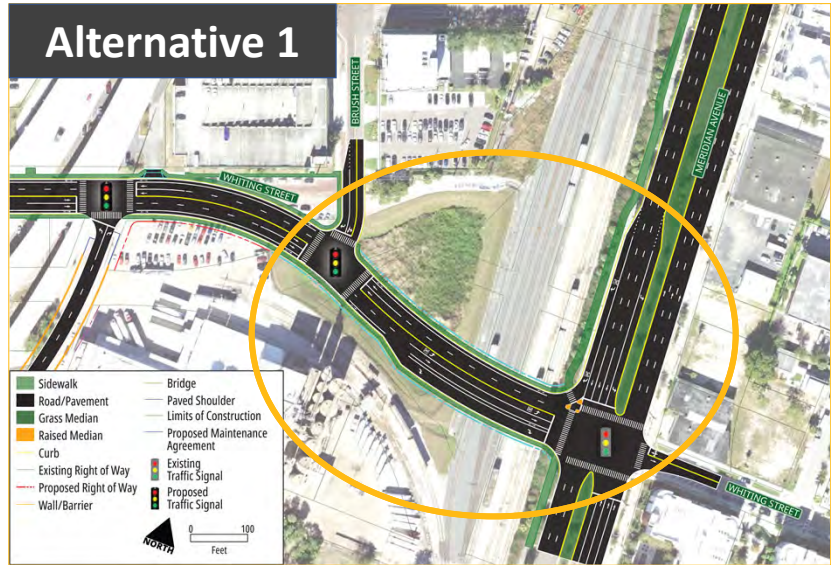 Alternative 1
BRUSH STREET
MERIDIAN AVENUE
WHITING STREET
WHITING STREET
Sidewalk
Road/Pavement
Grass Median
Raised Median
Curb
Existing Right of Way
Proposed Right of Way
Wall/Barrier
Bridge
Paved Shoulder
Limits of Construction
Proposed Maintenance
Agreement
Existing
Traffic Signal
Proposed
Traffic Signal
NORTH
0 100
Feet